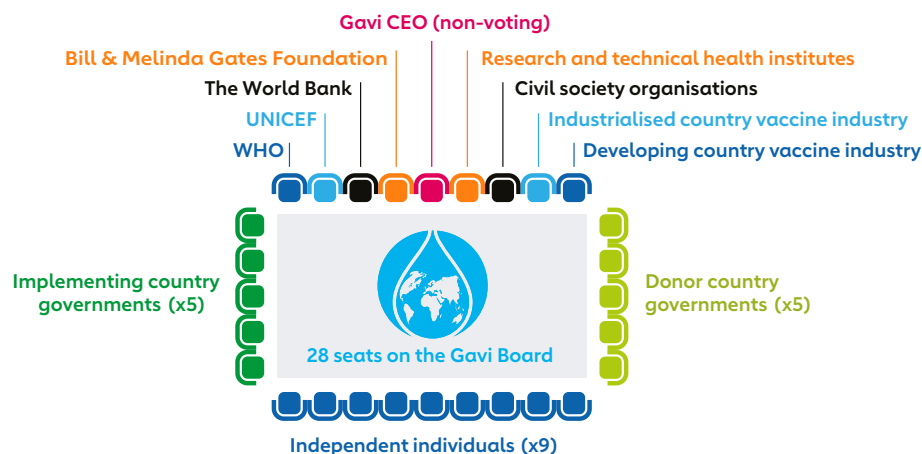 Gavi CEO (non-voting)
Bill & Melinda Gates Foundation
Research and technical health institutes
The World Bank
Civil society organisations
UNICEF
Industrialised country vaccine industry
WHO
Developing country vaccine industry
Implementing country
governments (x5)
Donor country
governments (x5)
28 seats on the Gavi Board
Independent individuals (x9)